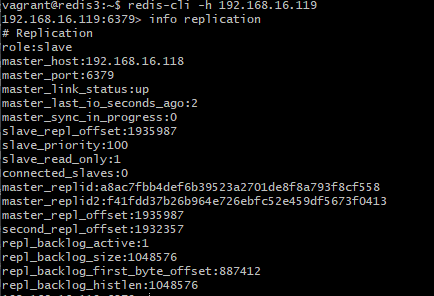 vagrant@redis3:~$ redis-cli -h 192.168.16.119
192.168.16.119:6379> info replication
# Replication
role:slave
master_host:192.168.16.118
master_port:6379
master_link_status:up
master_last_io_seconds_ago:2
master_sync_in_progress:0
slave_repl_offset:1935987
slave_priority:100
slave_read_only:1
connected_slaves:0
master_replid:a8ac7fbb4def6b39523a2701de8f8a793f8cf558
master_replid2:f41fdd37b26b964e726ebfc52e459df5673f0413
master_repl_offset:1935987
second_repl_offset:1932357
repl_backlog_active:1
repl_backlog_size:1048576
repl_backlog_first_byte_offset:887412
repl_backlog_histlen:1048576